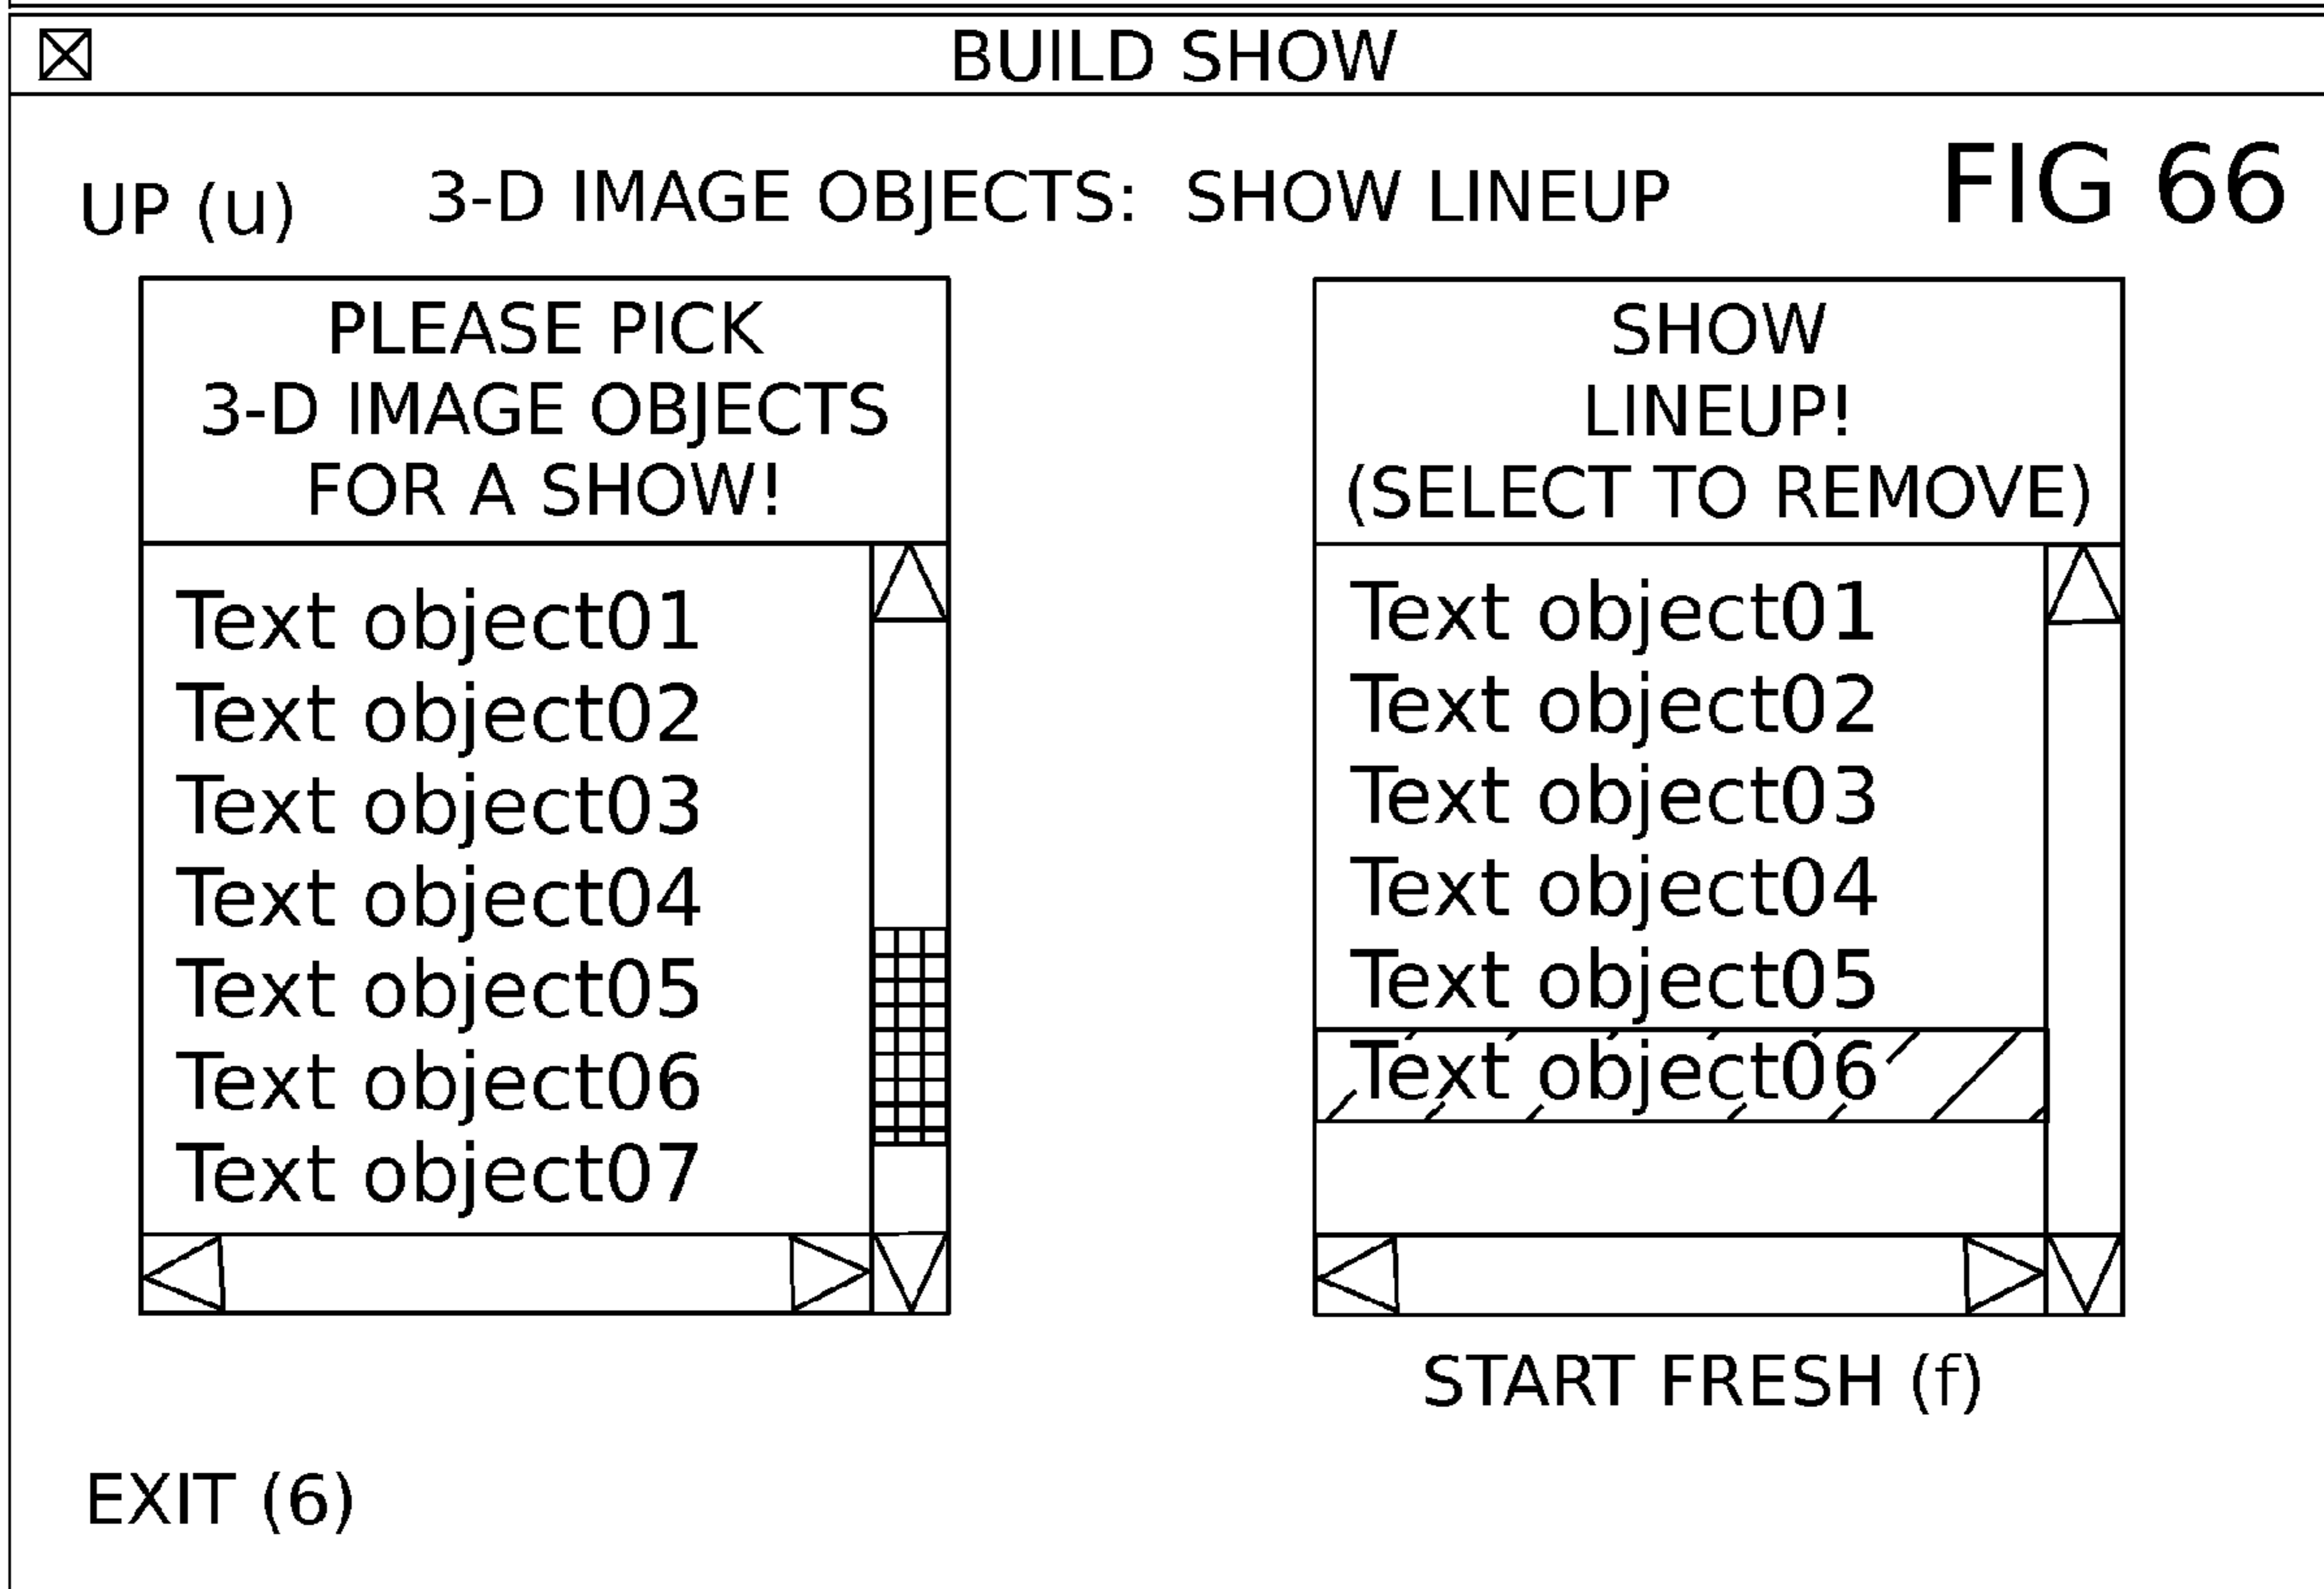 BUILD SHOW
UP (u)
3-D IMAGE OBJECTS: SHOW LINEUP
FIG 66
PLEASE PICK
3-D IMAGE OBJECTS
FOR A SHOW!
Text object01
Text object02
Text object03
Text object04
Text object05
Text object06
Text object07
SHOW
LINEUP!
(SELECT TO REMOVE)
Text object01
Text object02
Text object03
Text object04
Text object05
Text object06
START FRESH (f)
EXIT (6)